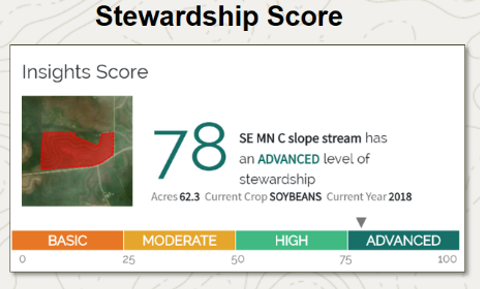 Stewardship Score
Insights Score
78
SE MN C slope stream has
an ADVANCED level of
stewardship
Acres 62.3 Current Crop SOYBEANS Current Year 2018
BASIC MODERATE HIGH ADVANCED
0 25 50 75 100